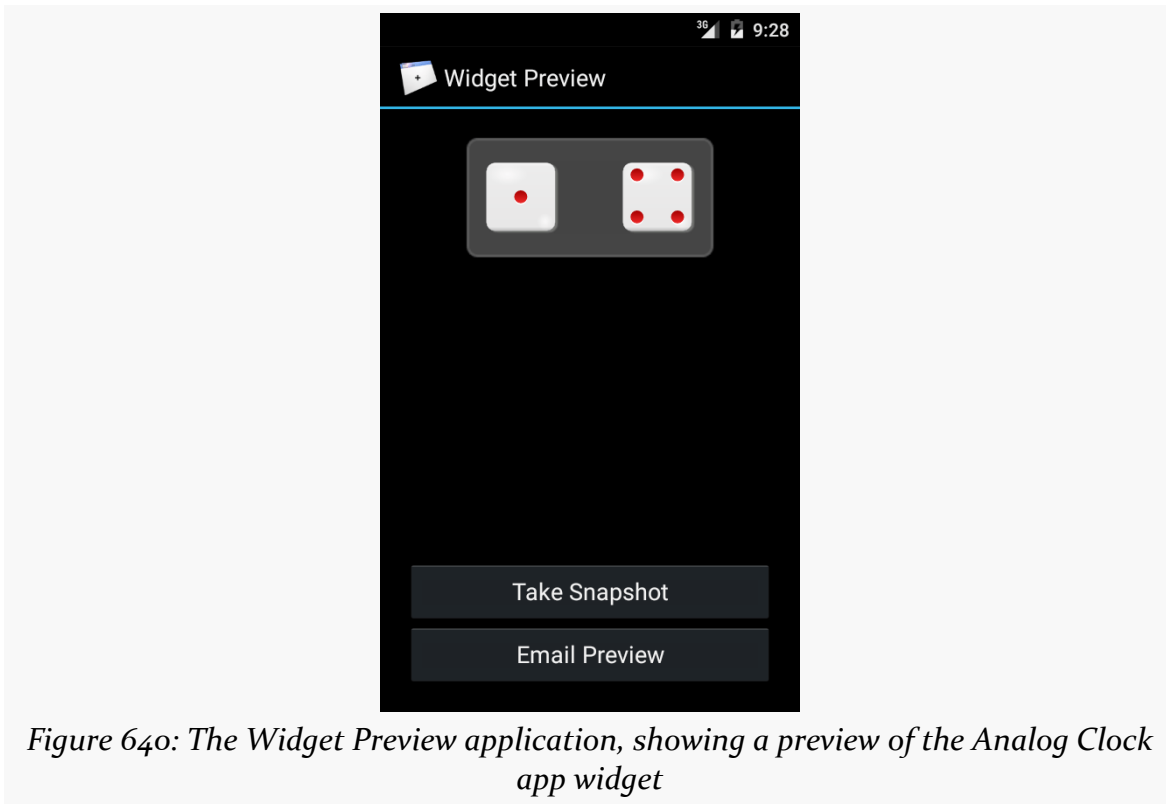 3G 9:28
Widget Preview
Take Snapshot
Email Preview
Figure 640: The Widget Preview application, showing a preview of the Analog Clock
app widget